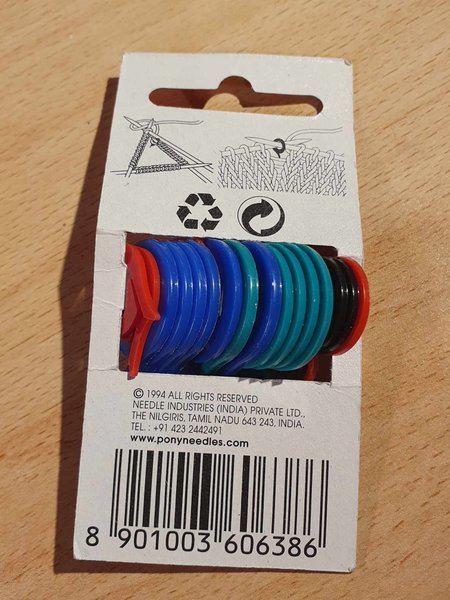 © 1994 ALL RIGHTS RESERVED
NEEDLE INDUSTRIES (INDIA) PRIVATE LTD.,
THE NILGIRIS, TAMIL NADU 643 243, INDIA.
TEL.: +91 423 2442491
www.ponyneedles.com
8 901003 606386